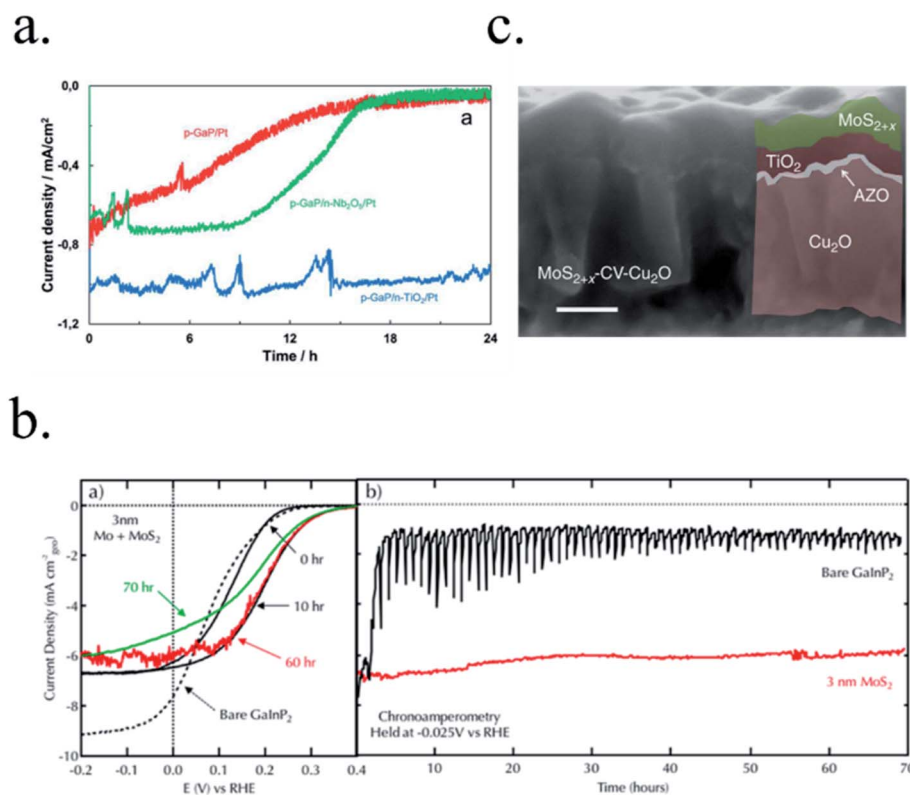 a.
0,0
-0,4
-0,8
-1,2
Current density / mA/cm²
p-GaP/Pt
a
p-GaP/n-Nb₂O₅/Pt
p-GaP/n-TiO₂/Pt
0
6
12
18
24
Time / h
c.
MoS₂₊ₓ
TiO₂
AZO
Cu₂O
MoS₂₊ₓ-CV-Cu₂O
b.
a)
0
-2
-4
-6
-8
-10
Current Density (mA cm⁻²geo)
3nm
Mo + MoS₂
0 hr
70 hr
10 hr
60 hr
Bare GaInP₂
-0.2
-0.1
0.0
0.1
0.2
0.3
0.4
E (V) vs RHE
b)
Bare GaInP₂
3 nm MoS₂
Chronoamperometry
Held at -0.025V vs RHE
10
20
30
40
50
60
70
Time (hours)